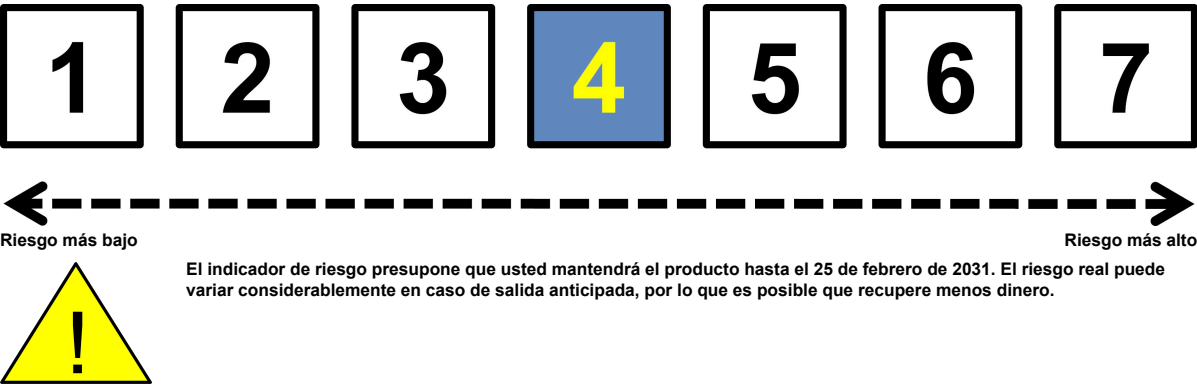 1 2 3 4 5 6 7
Riesgo más bajo Riesgo más alto
El indicador de riesgo presupone que usted mantendrá el producto hasta el 25 de febrero de 2031. El riesgo real puede
variar considerablemente en caso de salida anticipada, por lo que es posible que recupere menos dinero.
!